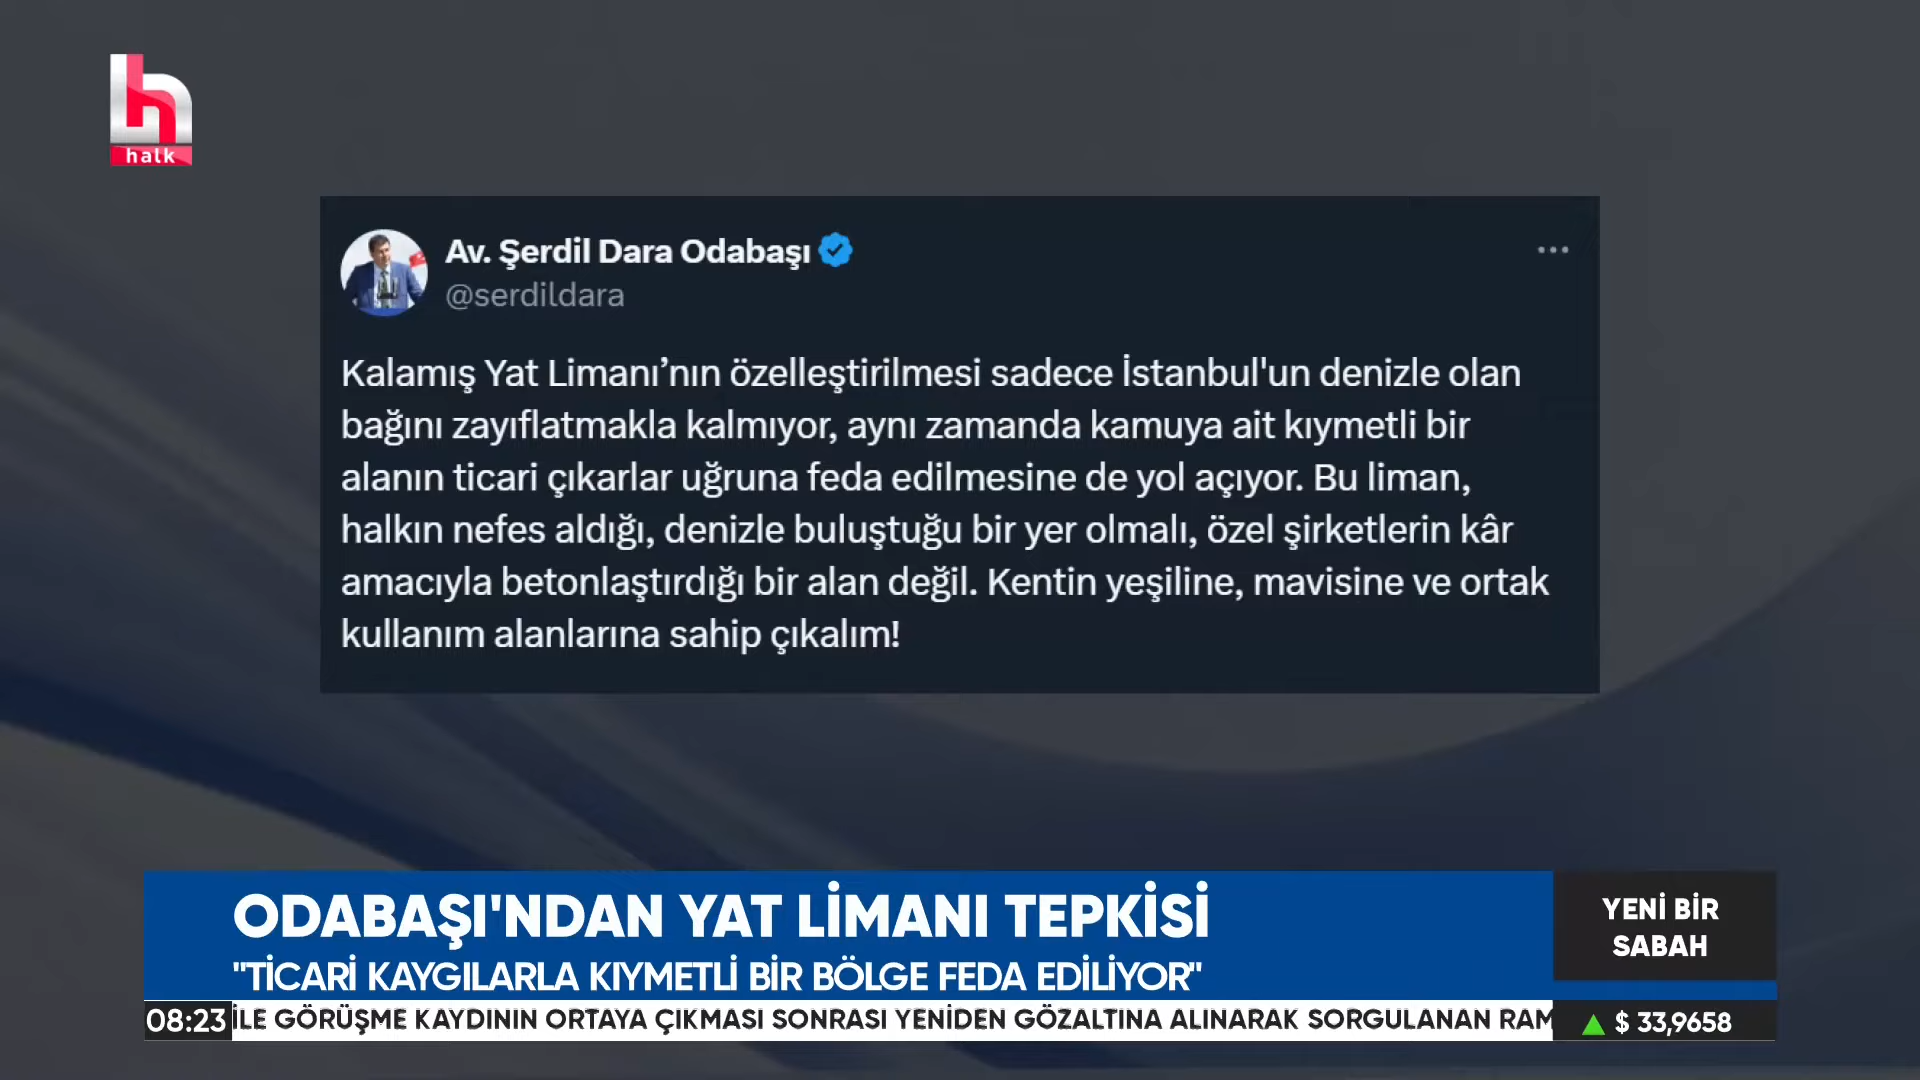 halk
Av. Şerdil Dara Odabaşı
@serdildara
Kalamış Yat Limanı’nın özelleştirilmesi sadece İstanbul'un denizle olan
bağını zayıflatmakla kalmıyor, aynı zamanda kamuya ait kıymetli bir
alanın ticari çıkarlar uğruna feda edilmesine de yol açıyor. Bu liman,
halkın nefes aldığı, denizle buluştuğu bir yer olmalı, özel şirketlerin kâr
amacıyla betonlaştırdığı bir alan değil. Kentin yeşiline, mavisine ve ortak
kullanım alanlarına sahip çıkalım!
ODABAŞI'NDAN YAT LİMANI TEPKİSİ
"TİCARİ KAYGILARLA KIYMETLİ BİR BÖLGE FEDA EDİLİYOR"
YENİ BİR
SABAH
08:23
İLE GÖRÜŞME KAYDININ ORTAYA ÇIKMASI SONRASI YENİDEN GÖZALTINA ALINARAK SORGULANAN RAM
$ 33,9658